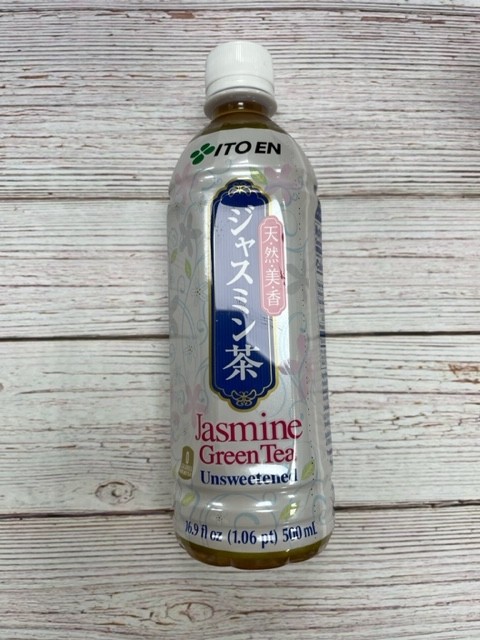 ITO EN
ジャスミン茶
天然・美・香
Jasmine
Green Tea
Unsweetened
16.9 fl oz (1.06 pt) 500 mL